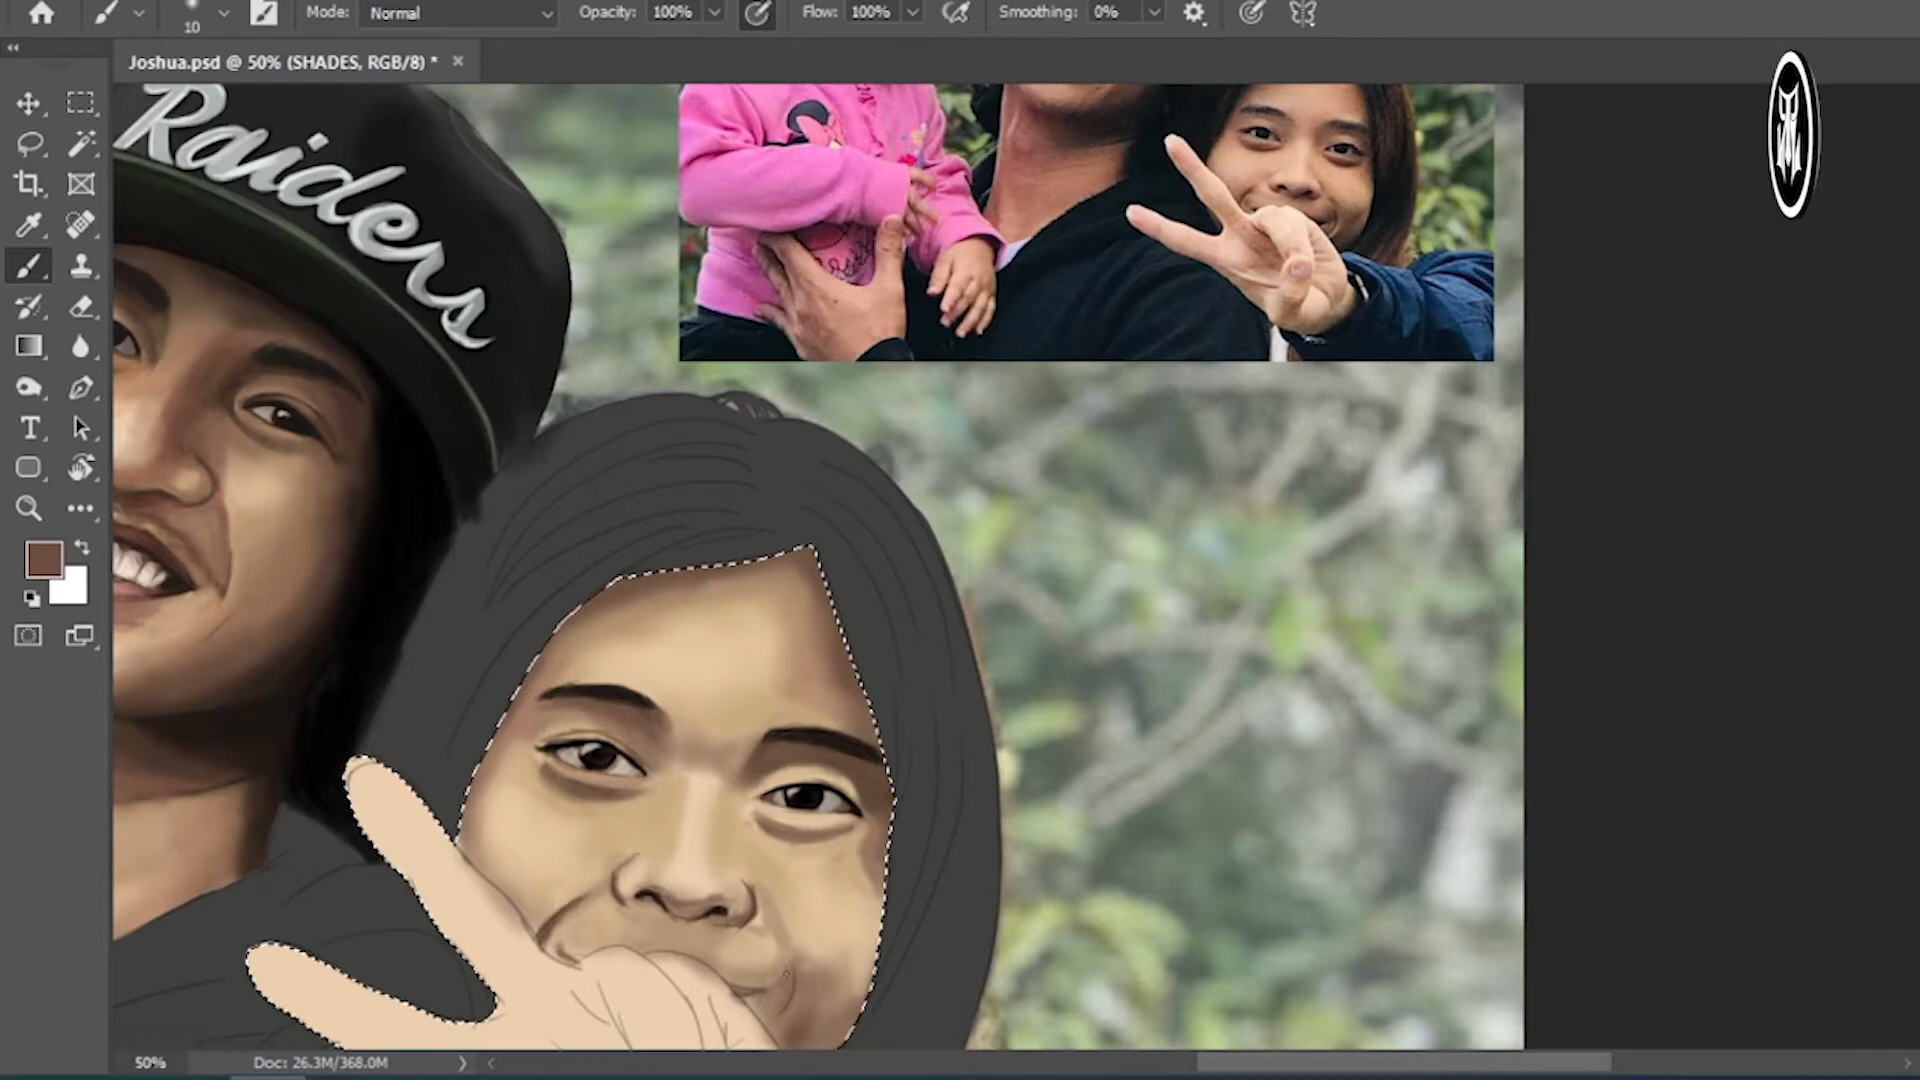 10
Mode: Normal
Opacity: 100%
Flow: 100%
Smoothing: 0%
Joshua.psd @ 50% (SHADES, RGB/8) *
Raiders
50%
Doc: 26.3M/368.0M